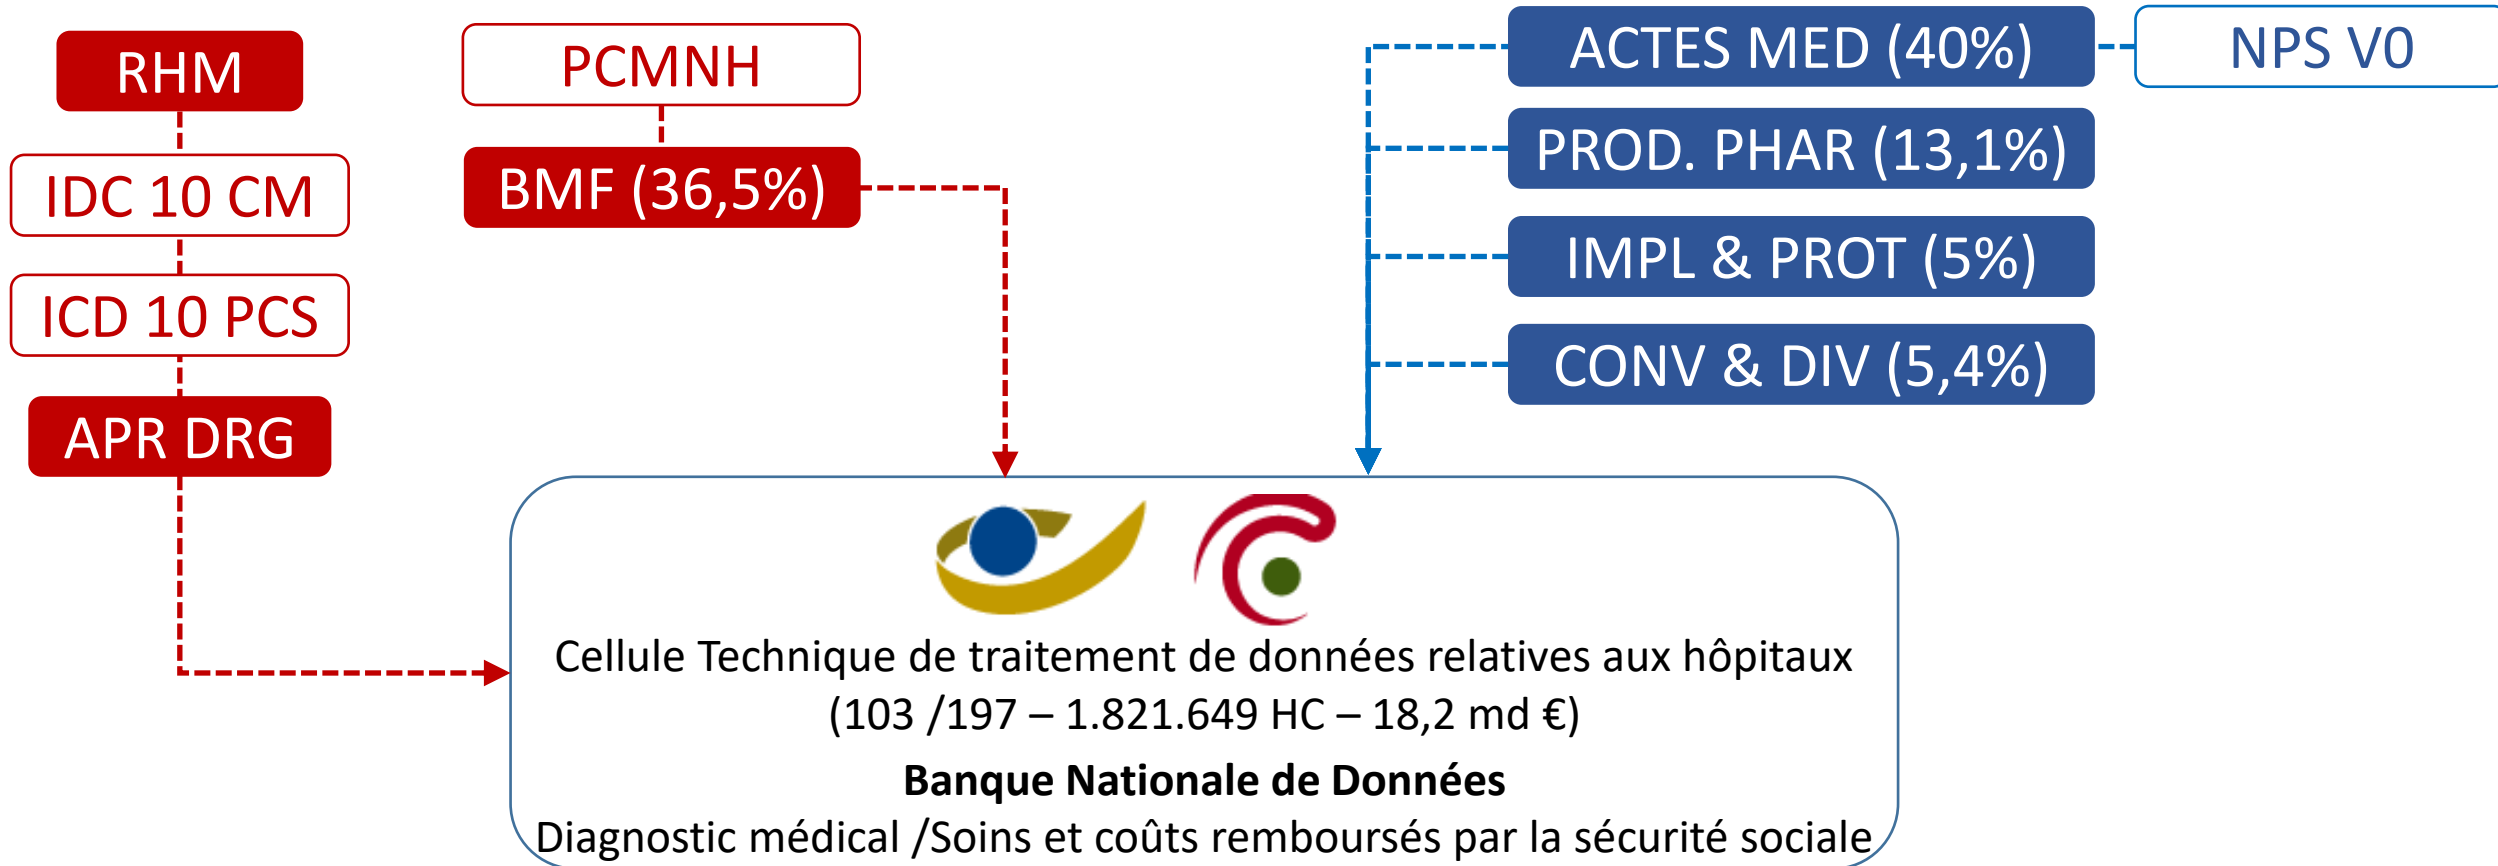 RHM
IDC 10 CM
ICD 10 PCS
APR DRG
PCMNH
BMF (36,5%)
ACTES MED (40%)
NPS V0
PROD. PHAR (13,1%)
IMPL & PROT (5%)
CONV & DIV (5,4%)
Cellule Technique de traitement de données relatives aux hôpitaux
(103 /197 – 1.821.649 HC – 18,2 md €)
Banque Nationale de Données
Diagnostic médical /Soins et coûts remboursés par la sécurité sociale